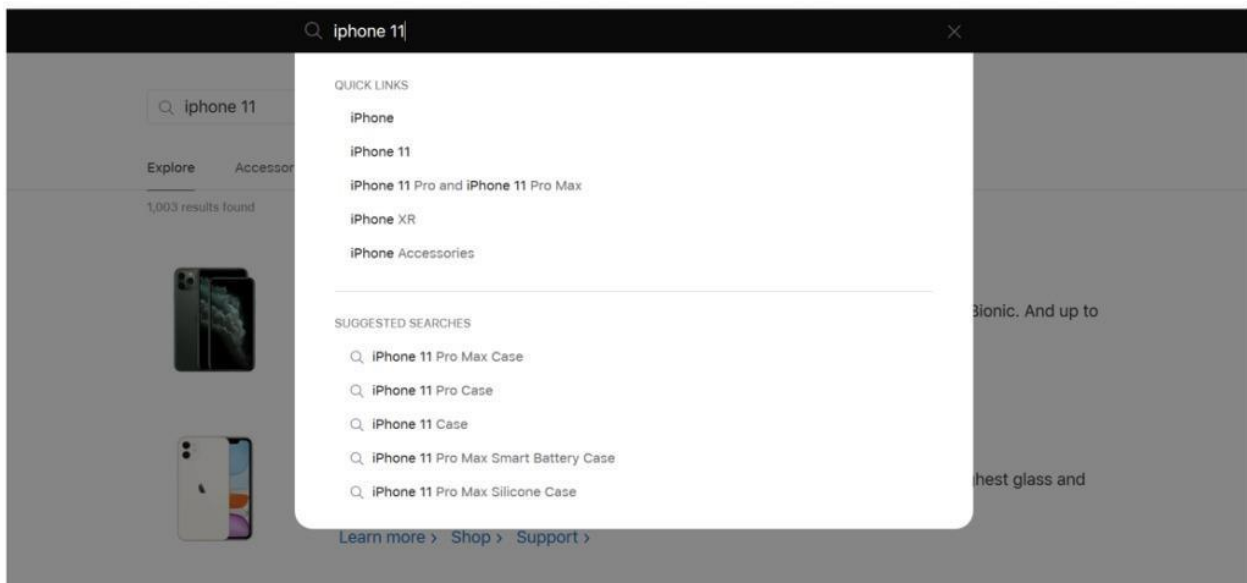 iphone 11
QUICK LINKS
iPhone
iPhone 11
iPhone 11 Pro and iPhone 11 Pro Max
iPhone XR
iPhone Accessories
SUGGESTED SEARCHES
iPhone 11 Pro Max Case
iPhone 11 Pro Case
iPhone 11 Case
iPhone 11 Pro Max Smart Battery Case
iPhone 11 Pro Max Silicone Case
iphone 11
Explore Accessor
1,003 results found
Bionic. And up to
hest glass and
Learn more > Shop > Support >